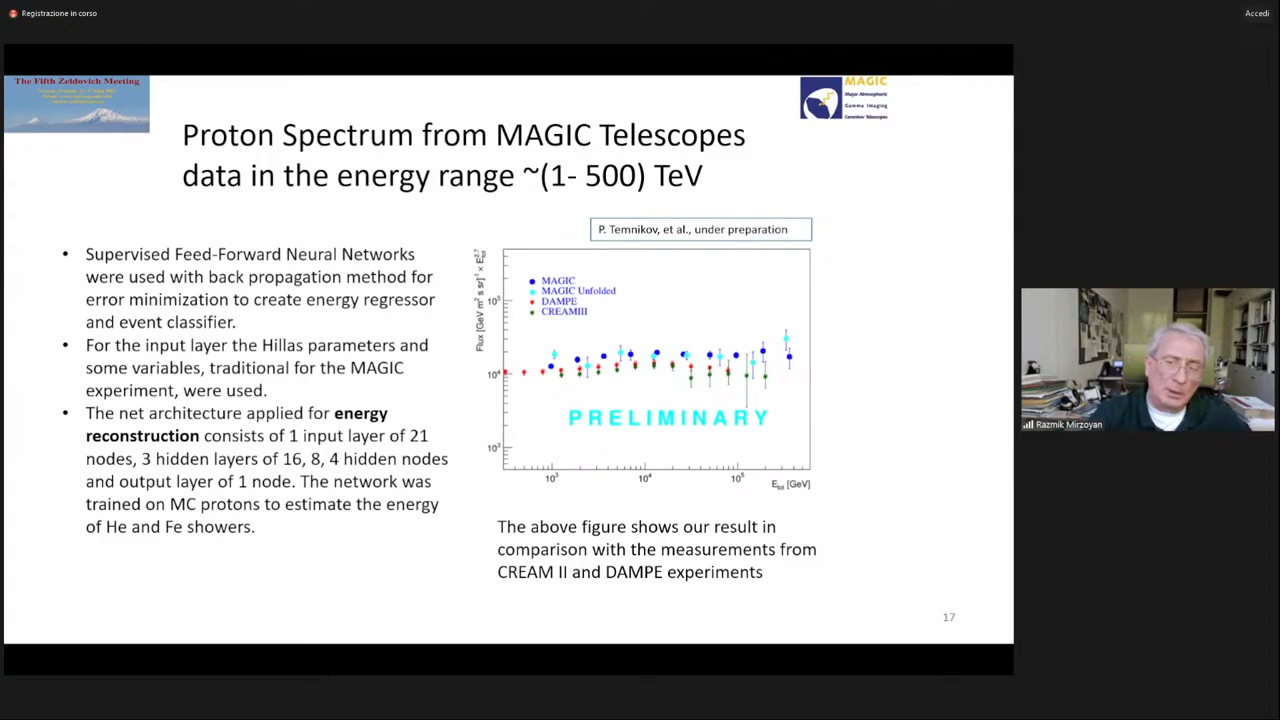 Registrazione in corso
Accedi
The Fifth Zeldovich Meeting
MAGIC
Major Atmospheric
Gamma Imaging
Cerenkov Telescopes
Proton Spectrum from MAGIC Telescopes
data in the energy range ~(1- 500) TeV
• Supervised Feed-Forward Neural Networks
were used with back propagation method for
error minimization to create energy regressor
and event classifier.
• For the input layer the Hillas parameters and
some variables, traditional for the MAGIC
experiment, were used.
• The net architecture applied for energy
reconstruction consists of 1 input layer of 21
nodes, 3 hidden layers of 16, 8, 4 hidden nodes
and output layer of 1 node. The network was
trained on MC protons to estimate the energy
of He and Fe showers.
P. Temnikov, et al., under preparation
Flux [GeV m² s sr]⁻¹ × E²·⁷
MAGIC
MAGIC Unfolded
DAMPE
CREAMIII
10⁵
10⁴
10³
PRELIMINARY
10³ 10⁴ 10⁵
E_tot [GeV]
The above figure shows our result in
comparison with the measurements from
CREAM II and DAMPE experiments
17
Razmik Mirzoyan